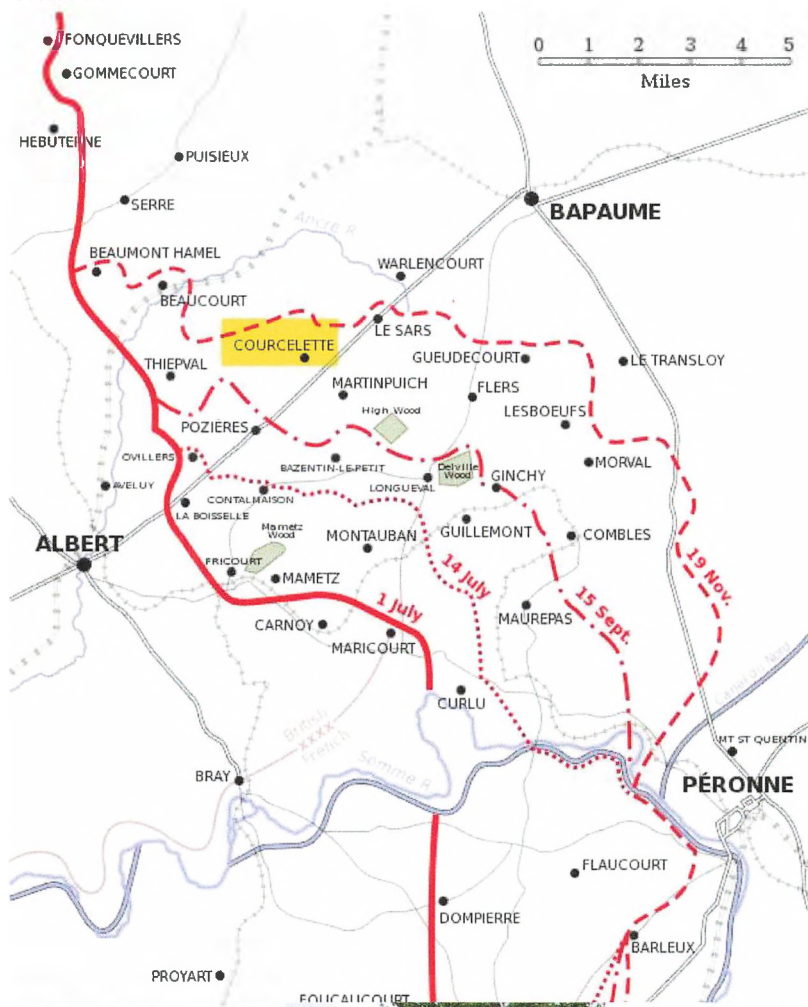 FONQUEVILLERS
0 1 2 3 4 5
Miles
GOMMECOURT
HEBUTERNE
PUISIEUX
SERRE
BAPAUME
Ancre R
BEAUMONT HAMEL
WARLENCOURT
BEAUCOURT
LE SARS
COURCELETTE
GUEUDECOURT
LE TRANSLOY
THIEPVAL
MARTINPUICH
FLERS
High Wood
LESBOEUFS
POZIÈRES
OVILLERS
BAZENTIN-LE-PETIT
Delville
Wood
MORVAL
AVELUY
CONTALMAISON
LONGUEVAL
GINCHY
LA BOISSELLE
Mametz
Wood
MONTAUBAN
GUILLEMONT
COMBLES
ALBERT
FRICOURT
14 July
19 Nov.
MAMETZ
1 July
15 Sept.
CARNOY
MAUREPAS
MARICOURT
CURLU
Canal du Nord
British
XXXX
French
MT ST QUENTIN
BRAY
Somme R
PÉRONNE
FLAUCOURT
DOMPIERRE
BARLEUX
PROYART
FOUCAUCOURT